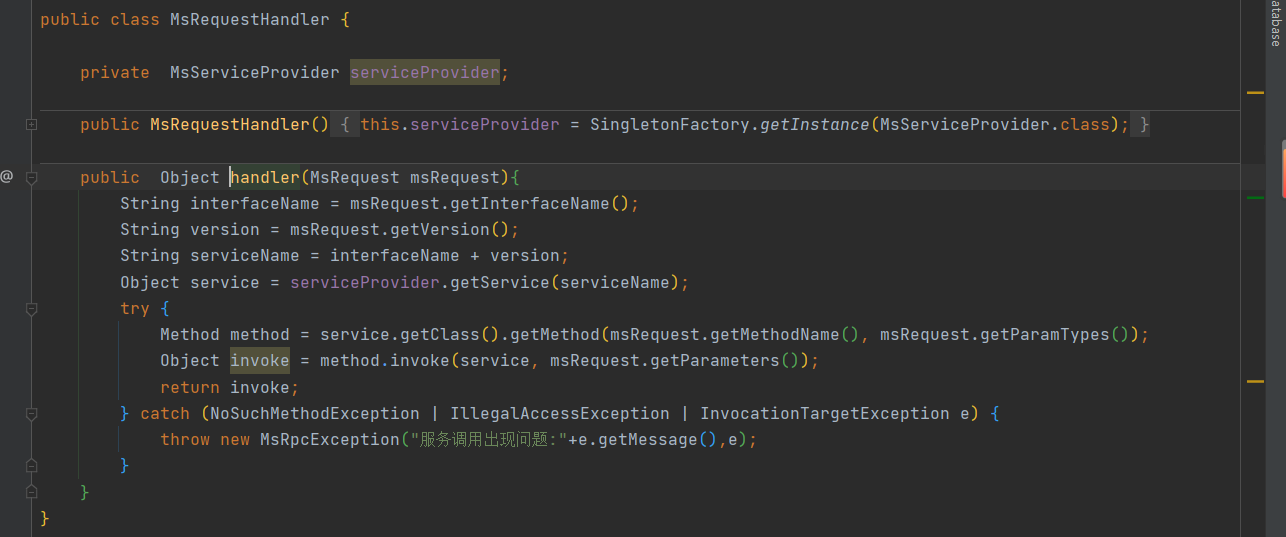 public class MsRequestHandler {
private  MsServiceProvider serviceProvider;
public MsRequestHandler() { this.serviceProvider = SingletonFactory.getInstance(MsServiceProvider.class); }
public  Object handler(MsRequest msRequest){
String interfaceName = msRequest.getInterfaceName();
String version = msRequest.getVersion();
String serviceName = interfaceName + version;
Object service = serviceProvider.getService(serviceName);
try {
Method method = service.getClass().getMethod(msRequest.getMethodName(), msRequest.getParamTypes());
Object invoke = method.invoke(service, msRequest.getParameters());
return invoke;
} catch (NoSuchMethodException | IllegalAccessException | InvocationTargetException e) {
throw new MsRpcException("服务调用出现问题:"+e.getMessage(),e);
}
}
}
@
atabase